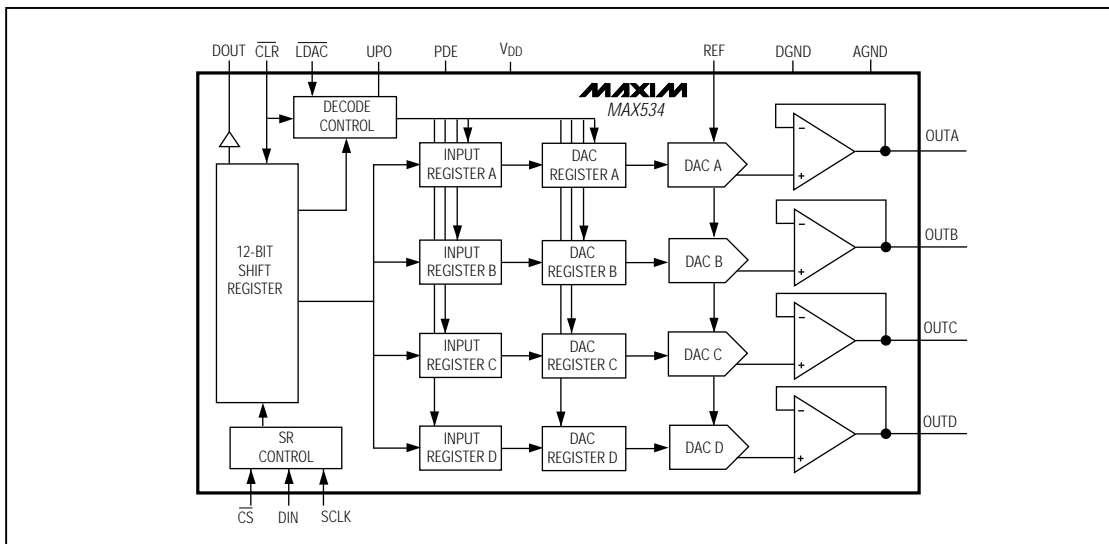 DOUT CLR LDAC UPO PDE VDD REF DGND AGND
MAXIM
MAX534
DECODE
CONTROL
INPUT
REGISTER A
DAC
REGISTER A
DAC A
- +
OUTA
12-BIT
SHIFT
REGISTER
INPUT
REGISTER B
DAC
REGISTER B
DAC B
- +
OUTB
INPUT
REGISTER C
DAC
REGISTER C
DAC C
- +
OUTC
INPUT
REGISTER D
DAC
REGISTER D
DAC D
- +
OUTD
SR
CONTROL
CS DIN SCLK